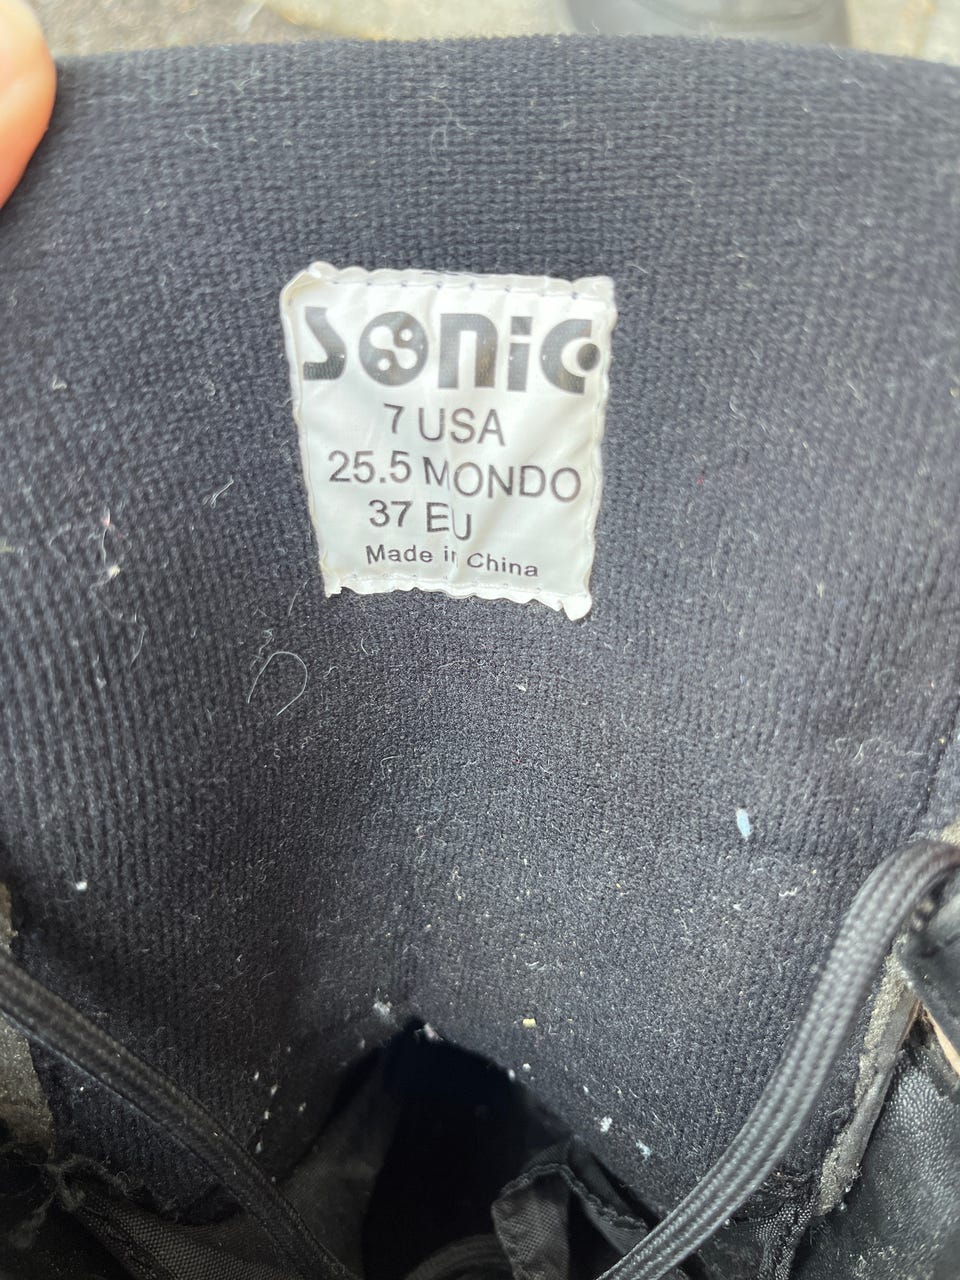 SONiC
7 USA
25.5 MONDO
37 EU
Made in China